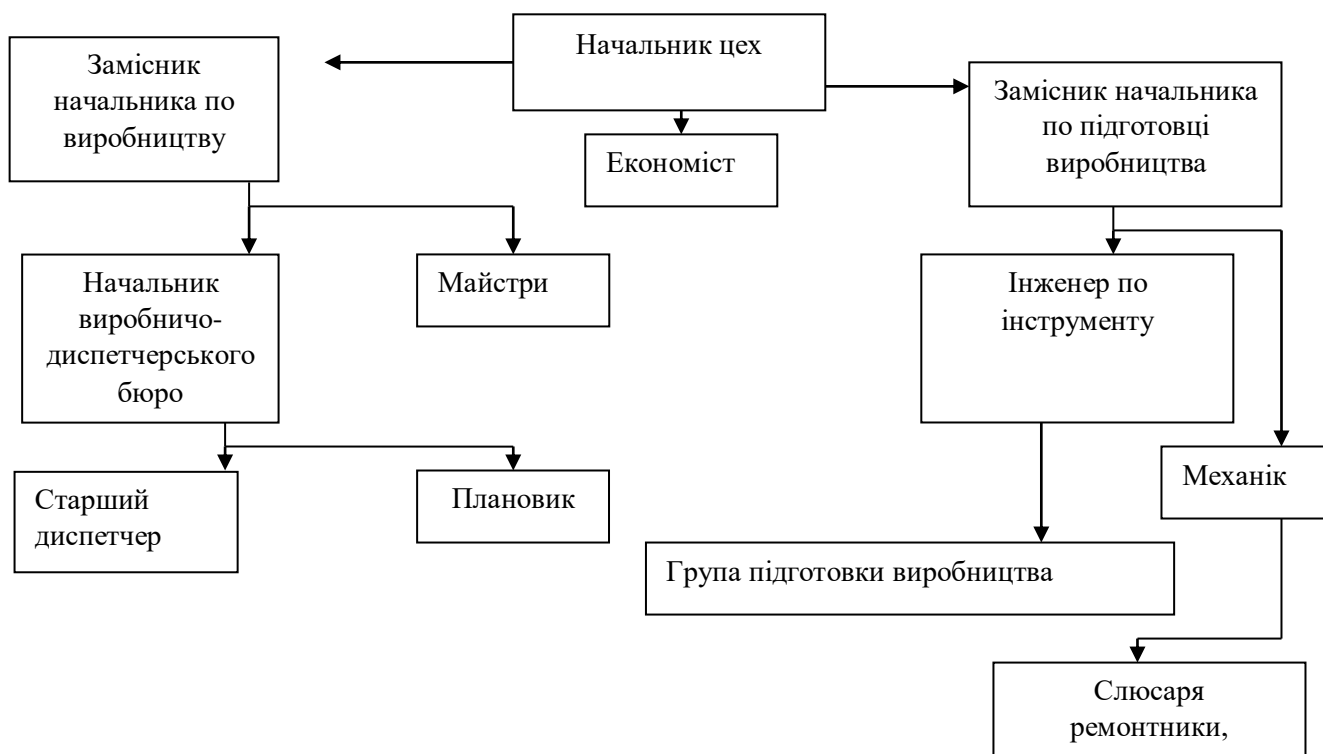 Начальник цех
Замісник
начальника по
виробництву
Замісник начальника
по підготовці
виробництва
Економіст
Начальник
виробничо-
диспетчерського
бюро
Майстри
Інженер по
інструменту
Старший
диспетчер
Плановик
Механік
Група підготовки виробництва
Слюсаря
ремонтники,